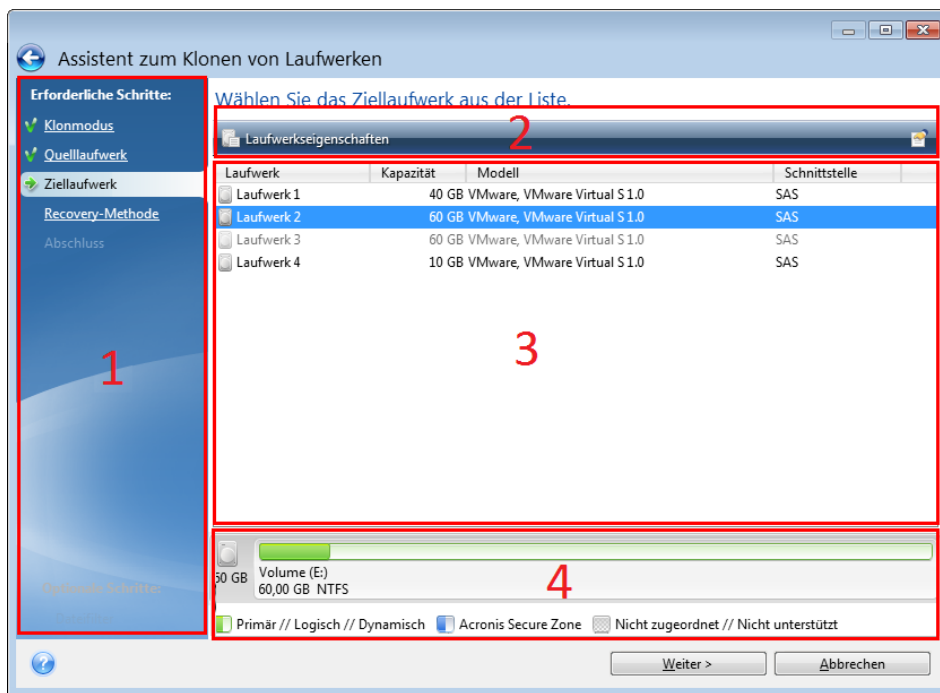 Assistent zum Klonen von Laufwerken
Erforderliche Schritte:
Klonmodus
Quelllaufwerk
Ziellaufwerk
Recovery-Methode
Abschluss
1
Optionale Schritte:
Wählen Sie das Ziellaufwerk aus der Liste.
Laufwerkseigenschaften
2
Laufwerk Kapazität Modell Schnittstelle
Laufwerk 1 40 GB VMware, VMware Virtual S 1.0 SAS
Laufwerk 2 60 GB VMware, VMware Virtual S 1.0 SAS
Laufwerk 3 60 GB VMware, VMware Virtual S 1.0 SAS
Laufwerk 4 10 GB VMware, VMware Virtual S 1.0 SAS
3
60 GB
Volume (E:)
60,00 GB NTFS
4
Primär // Logisch // Dynamisch Acronis Secure Zone Nicht zugeordnet // Nicht unterstützt
Weiter > Abbrechen